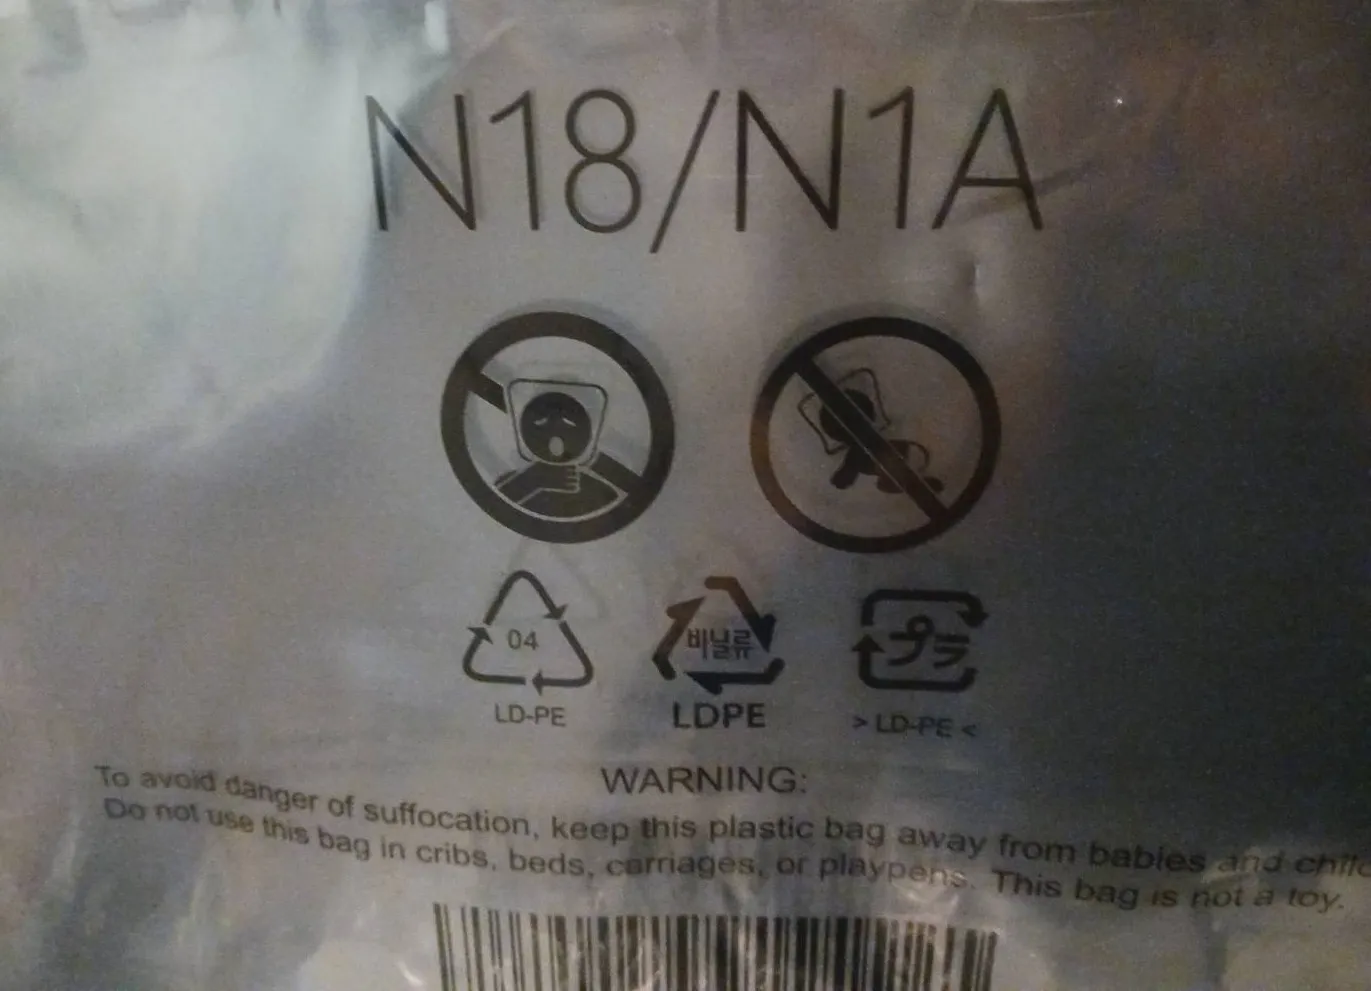 N18/N1A
04
비닐류
プラ
LD-PE
LDPE
> LD-PE <
WARNING:
To avoid danger of suffocation, keep this plastic bag away from babies and
Do not use this bag in cribs, beds, carriages, or playpens. This bag is not a toy.